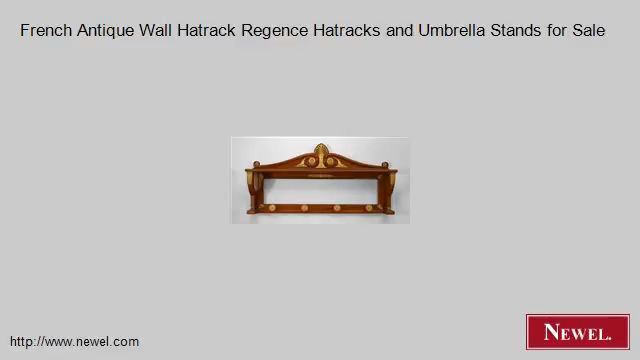 French Antique Wall Hatrack Regence Hatracks and Umbrella Stands for Sale
http://www.newel.com
NEWEL.